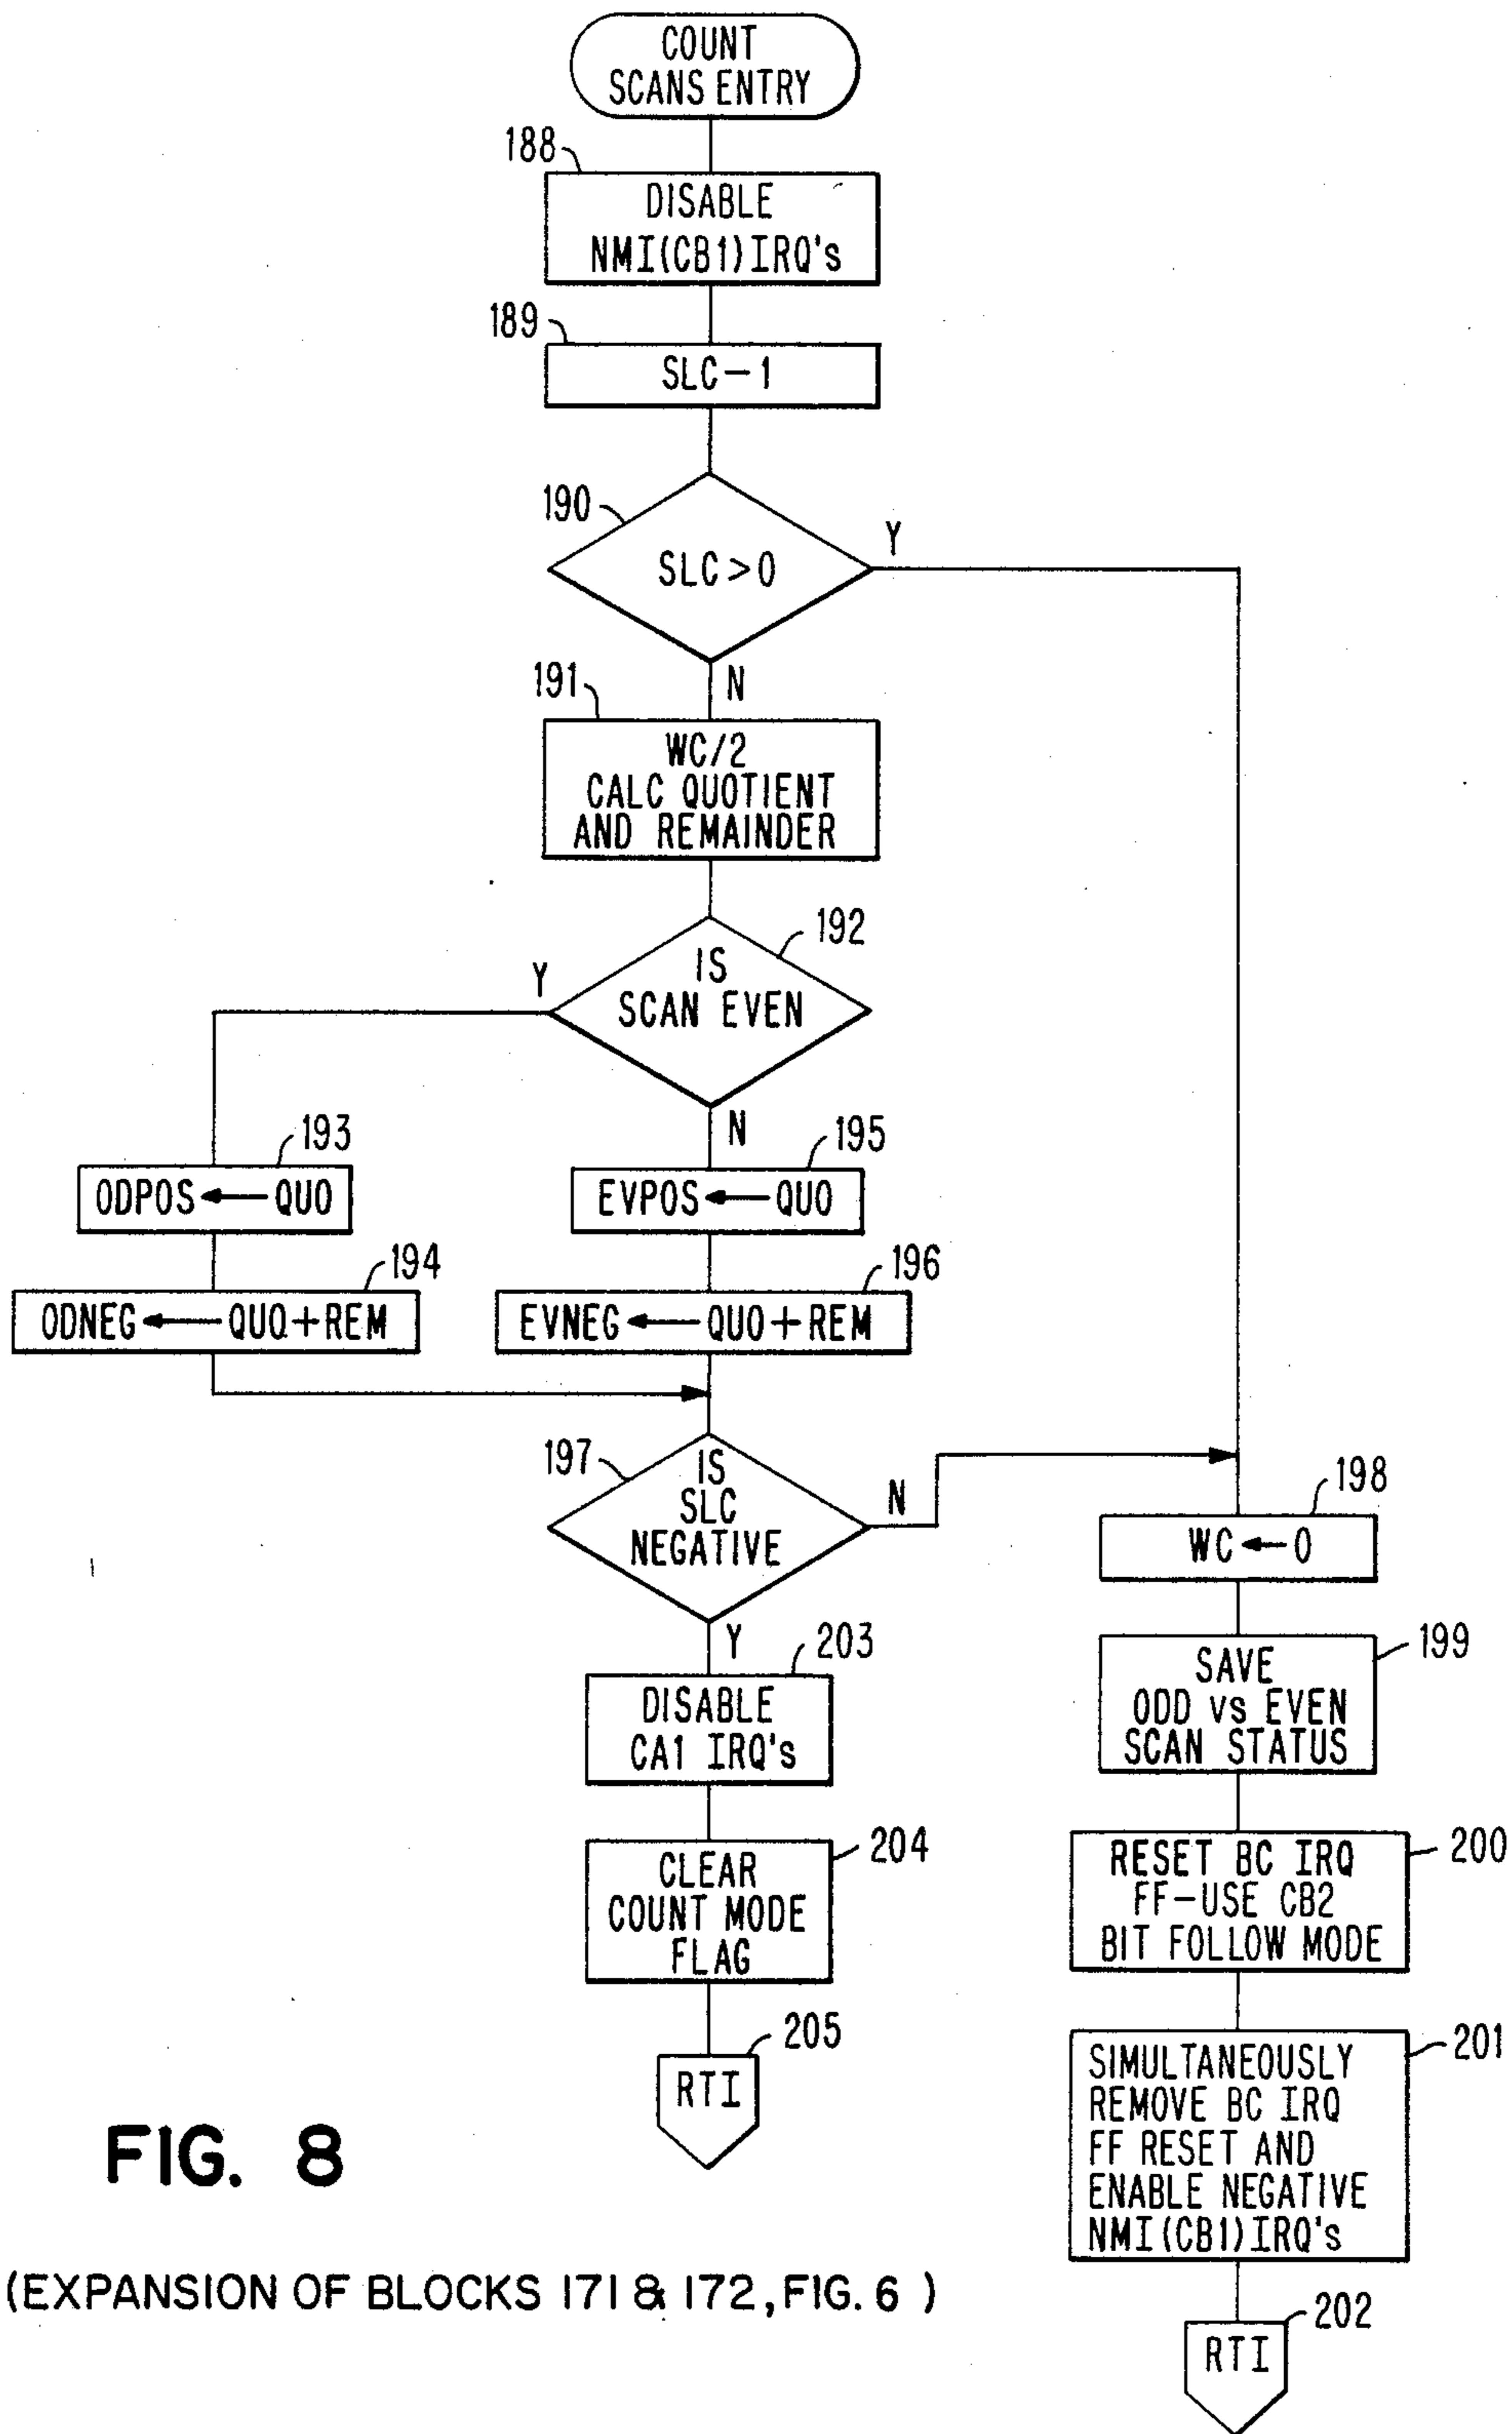 COUNT
SCANS ENTRY
188
DISABLE
NMI(CB1)IRQ's
189
SLC-1
190
SLC>0
Y
N
191
WC/2
CALC QUOTIENT
AND REMAINDER
192
IS
SCAN EVEN
Y
N
193
ODPOS ← QUO
194
ODNEG ← QUO+REM
195
EVPOS ← QUO
196
EVNEG ← QUO+REM
197
IS
SLC
NEGATIVE
N
Y
198
WC ← 0
199
SAVE
ODD vs EVEN
SCAN STATUS
200
RESET BC IRQ
FF-USE CB2
BIT FOLLOW MODE
201
SIMULTANEOUSLY
REMOVE BC IRQ
FF RESET AND
ENABLE NEGATIVE
NMI(CB1)IRQ's
202
RTI
203
DISABLE
CA1 IRQ's
204
CLEAR
COUNT MODE
FLAG
205
RTI
FIG. 8
(EXPANSION OF BLOCKS 171 & 172, FIG. 6 )